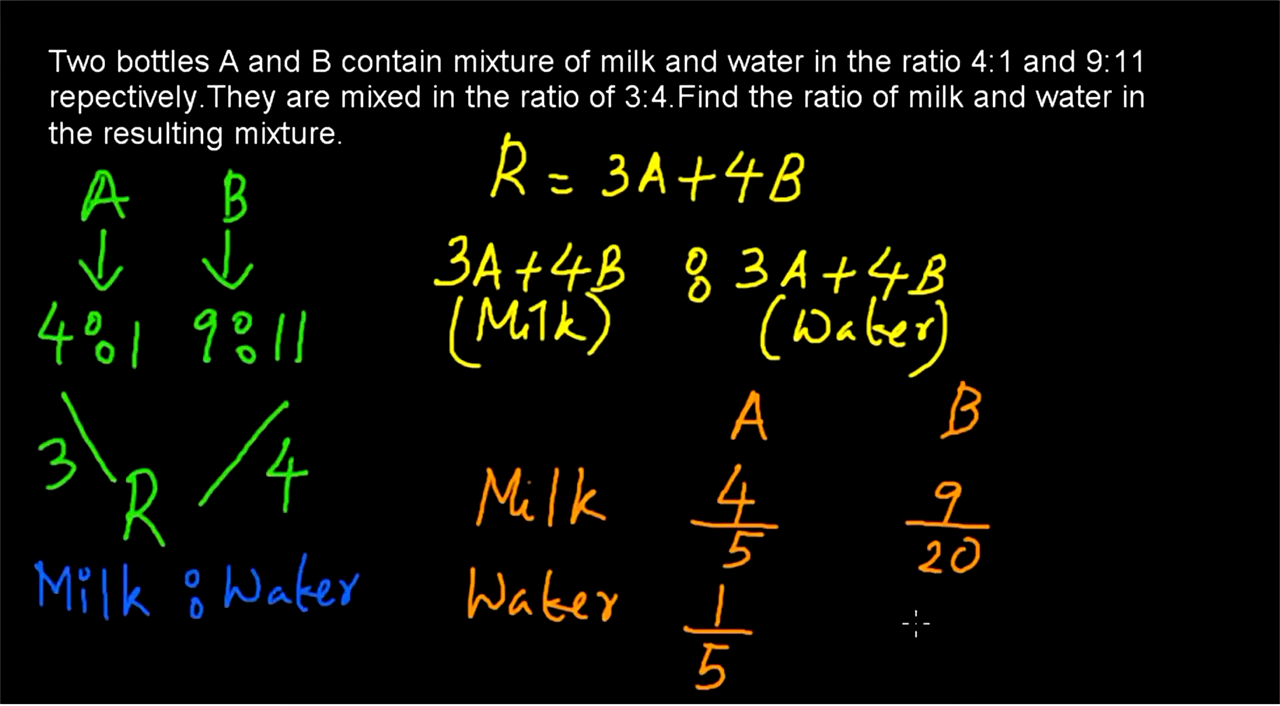 Two bottles A and B contain mixture of milk and water in the ratio 4:1 and 9:11
repectively.They are mixed in the ratio of 3:4.Find the ratio of milk and water in
the resulting mixture.
A B
↓ ↓
4:1 9:11
3 4
R
Milk : Water
R = 3A+4B
3A+4B : 3A+4B
(Milk) (Water)
A B
Milk 4/5 9/20
Water 1/5